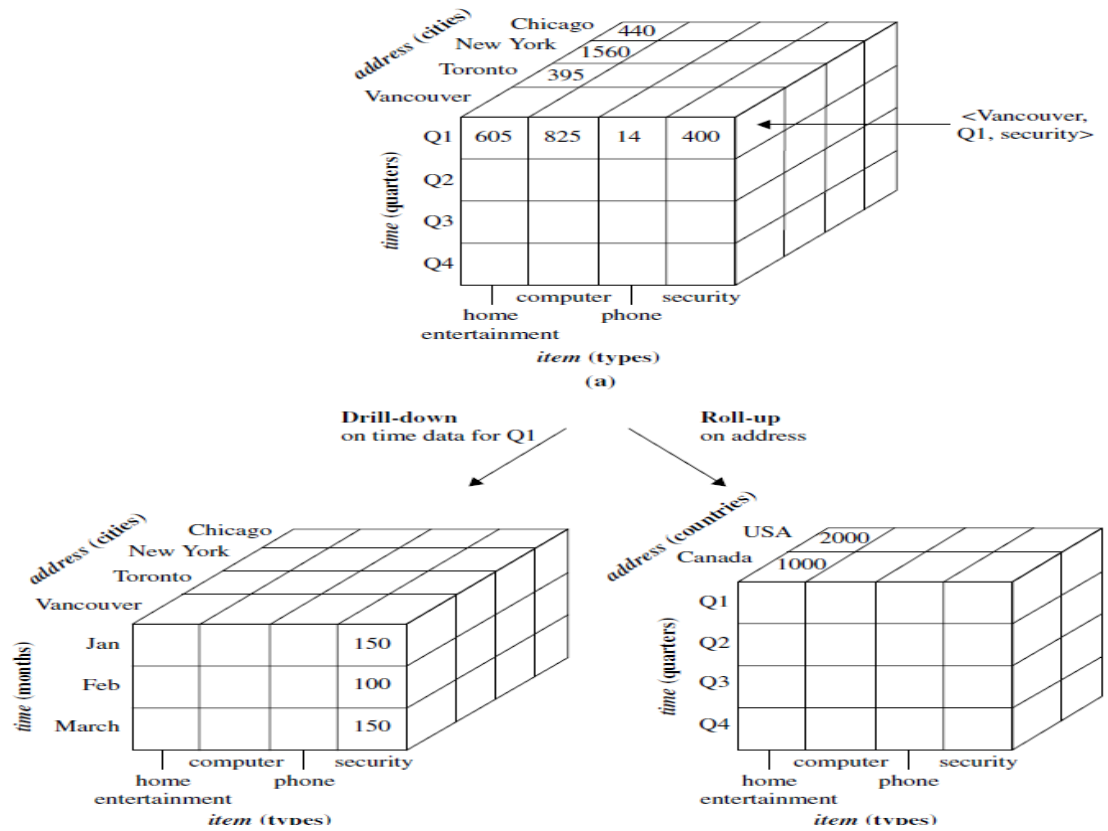 address (cities)
Chicago 440
New York 1560
Toronto 395
Vancouver
time (quarters)
Q1 605 825 14 400
<Vancouver,
Q1, security>
Q2
Q3
Q4
computer security
home phone
entertainment
item (types)
(a)
Drill-down
on time data for Q1
Roll-up
on address
address (cities)
Chicago
New York
Toronto
Vancouver
time (months)
Jan 150
Feb 100
March 150
computer security
home phone
entertainment
item (types)
address (countries)
USA 2000
Canada 1000
time (quarters)
Q1
Q2
Q3
Q4
computer security
home phone
entertainment
item (types)